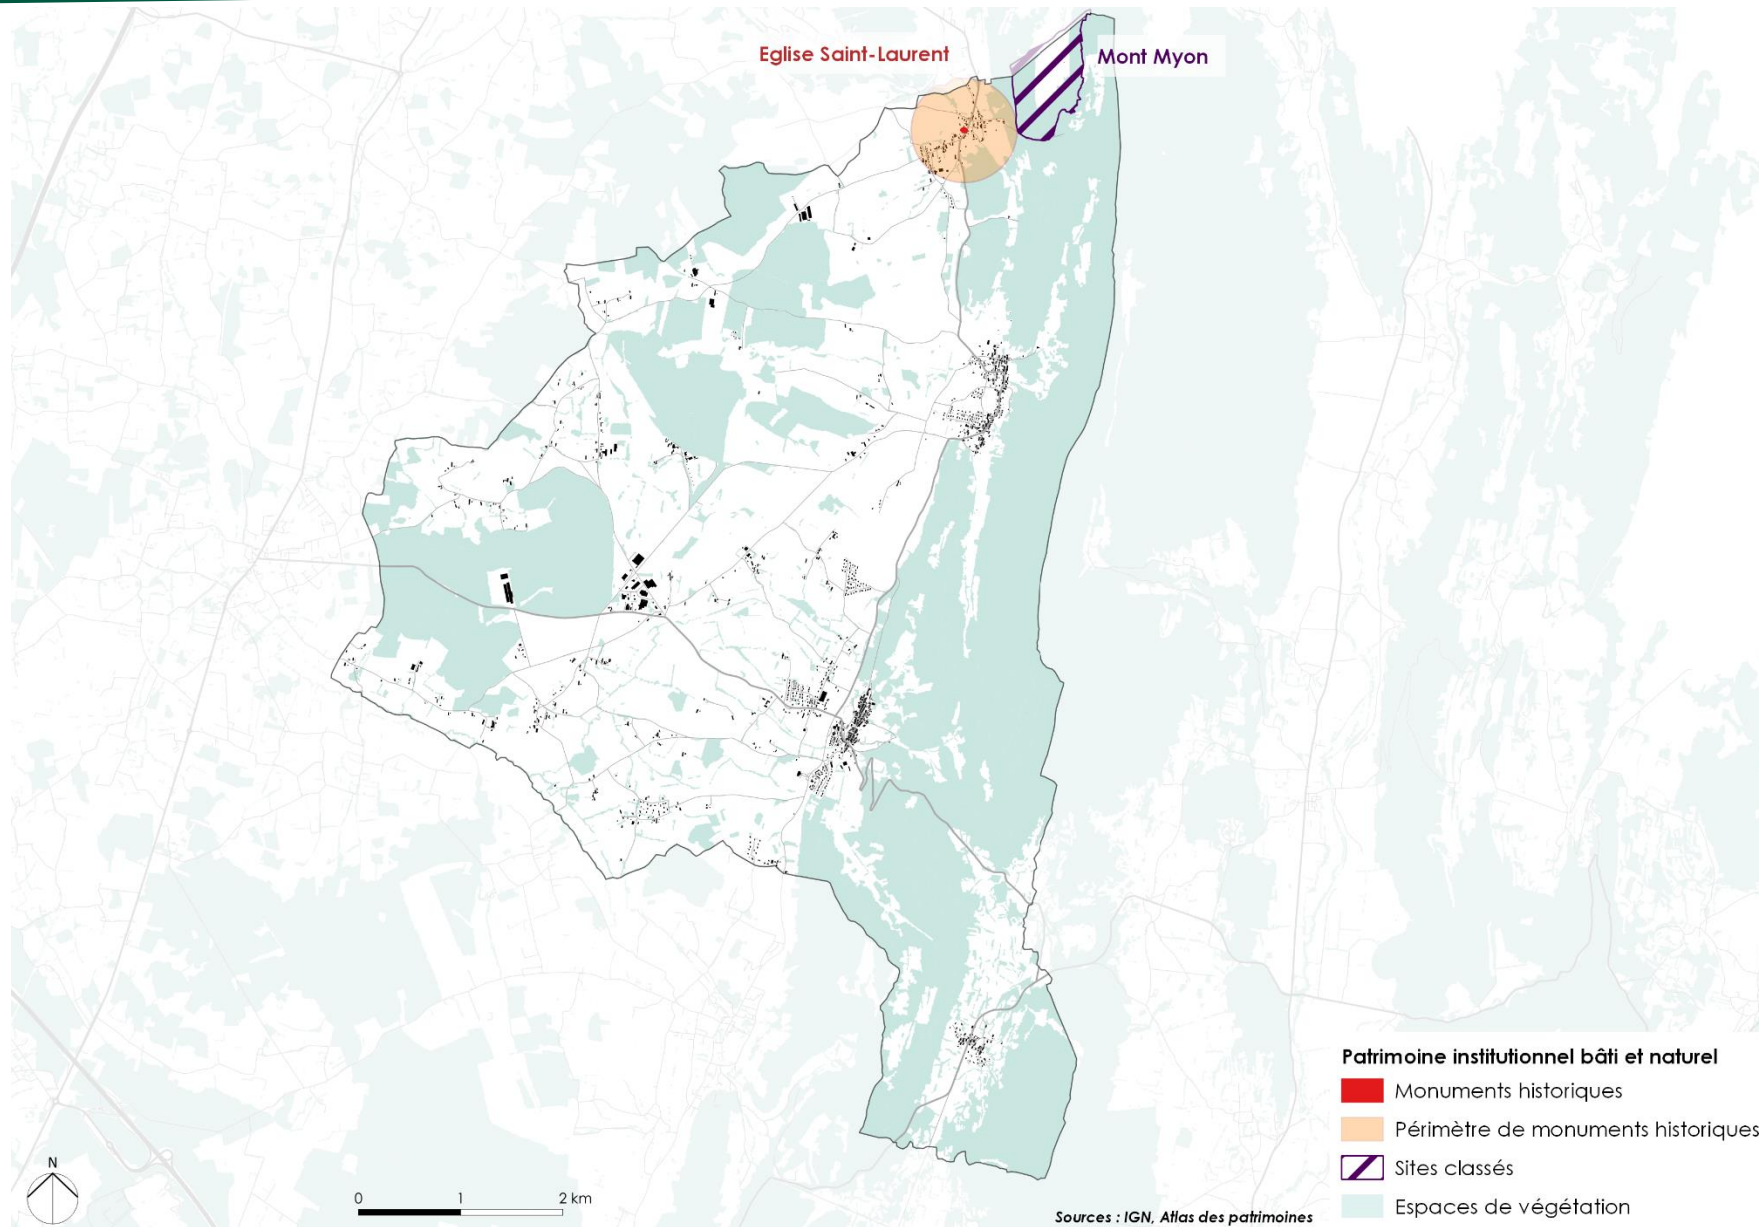 Eglise Saint-Laurent
Mont Myon
Patrimoine institutionnel bâti et naturel
Monuments historiques
Périmètre de monuments historiques
Sites classés
Espaces de végétation
N
0 1 2 km
Sources : IGN, Atlas des patrimoines